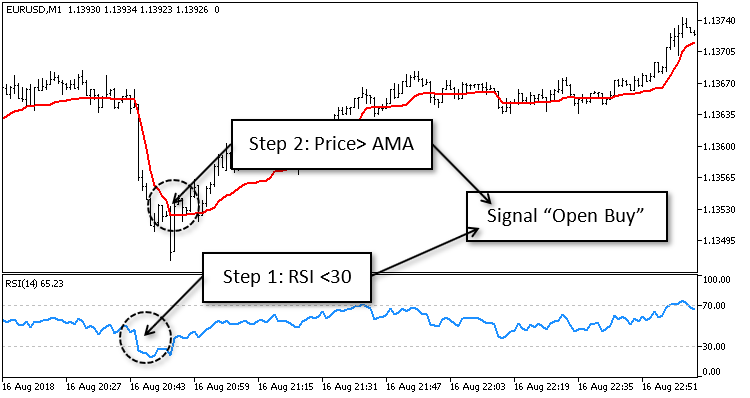 EURUSD,M1 1.13930 1.13934 1.13923 1.13926 0
1.13740
1.13705
1.13670
1.13635
1.13600
1.13565
1.13530
1.13495
Step 2: Price> AMA
Signal “Open Buy”
Step 1: RSI <30
RSI(14) 65.23
100.00
70.00
30.00
0.00
16 Aug 2018 16 Aug 20:27 16 Aug 20:43 16 Aug 20:59 16 Aug 21:15 16 Aug 21:31 16 Aug 21:47 16 Aug 22:03 16 Aug 22:19 16 Aug 22:35 16 Aug 22:51